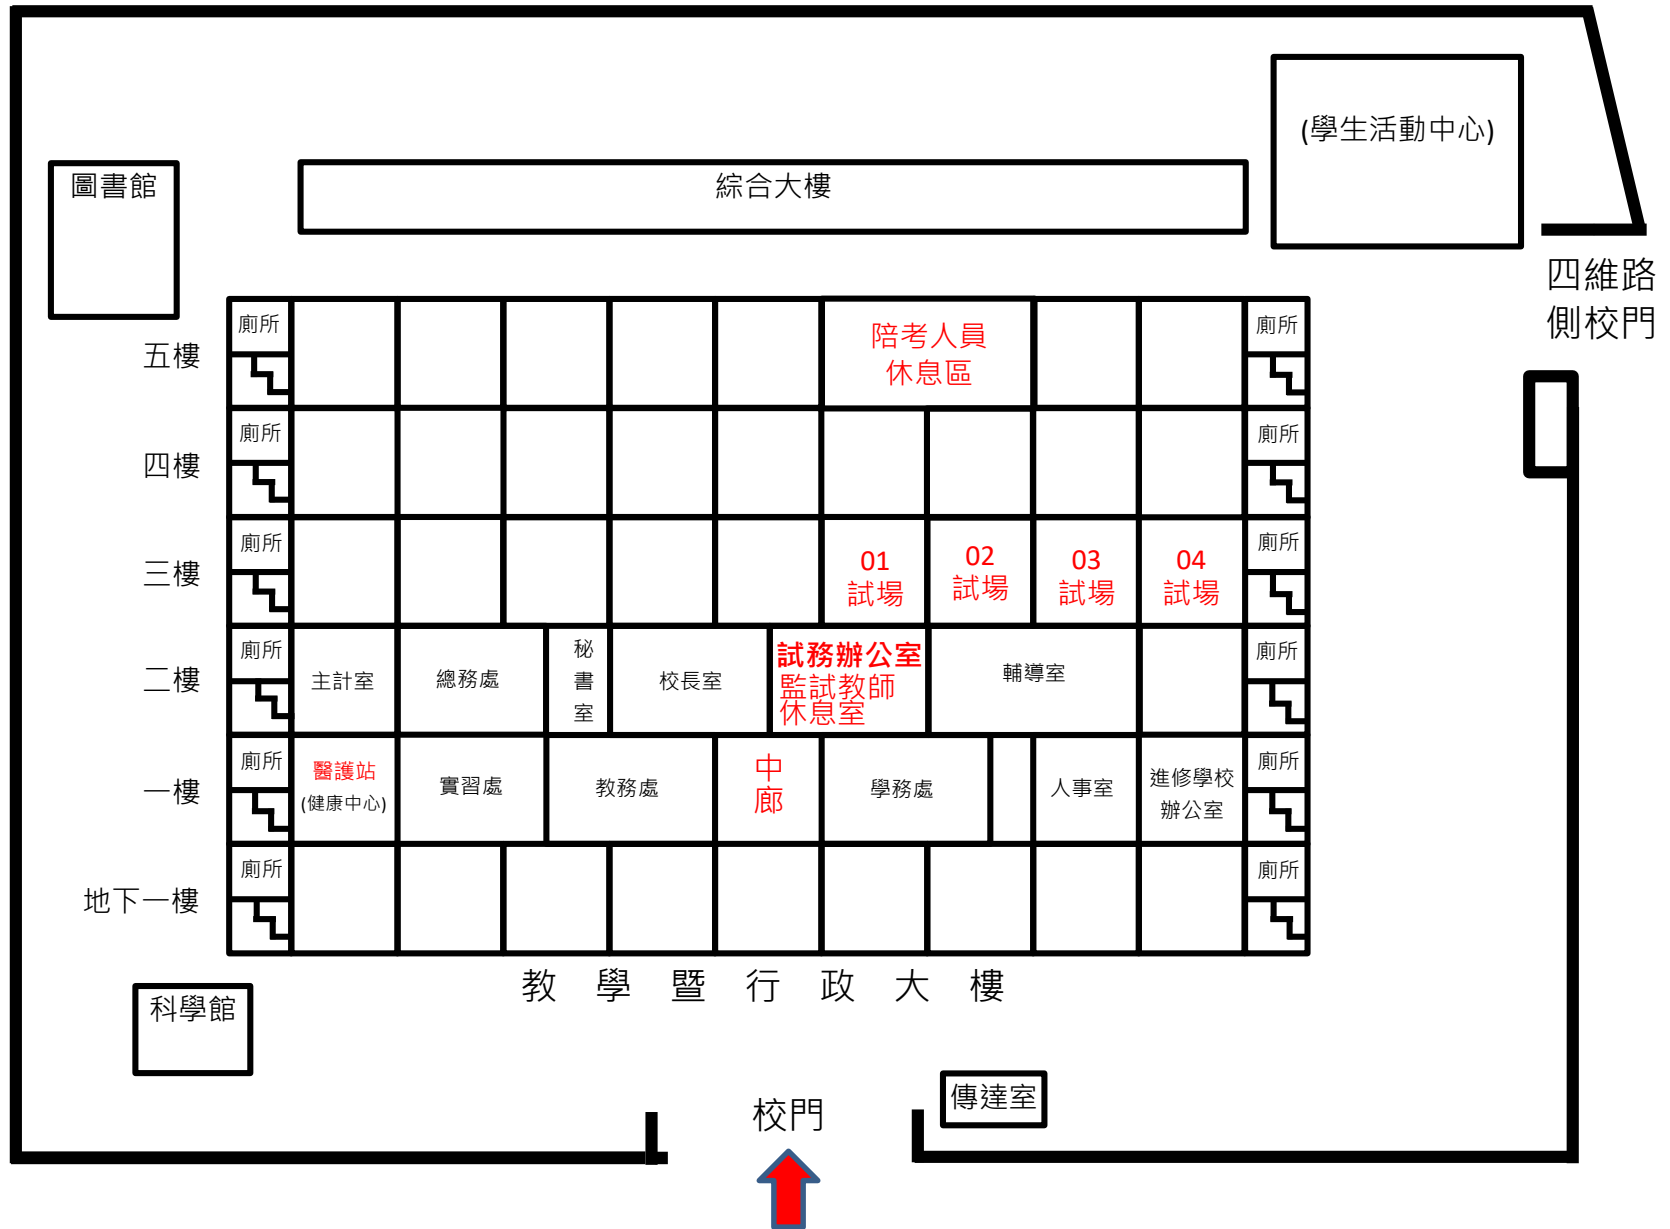 (學生活動中心)
圖書館
綜合大樓
四維路
側校門
五樓
廁所
陪考人員
休息區
廁所
四樓
廁所
廁所
三樓
廁所
01
試場
02
試場
03
試場
04
試場
廁所
二樓
廁所
主計室
總務處
秘
書
室
校長室
試務辦公室
監試教師
休息室
輔導室
廁所
一樓
廁所
醫護站
(健康中心)
實習處
教務處
中
廊
學務處
人事室
進修學校
辦公室
廁所
地下一樓
廁所
廁所
教學暨行政大樓
科學館
傳達室
校門